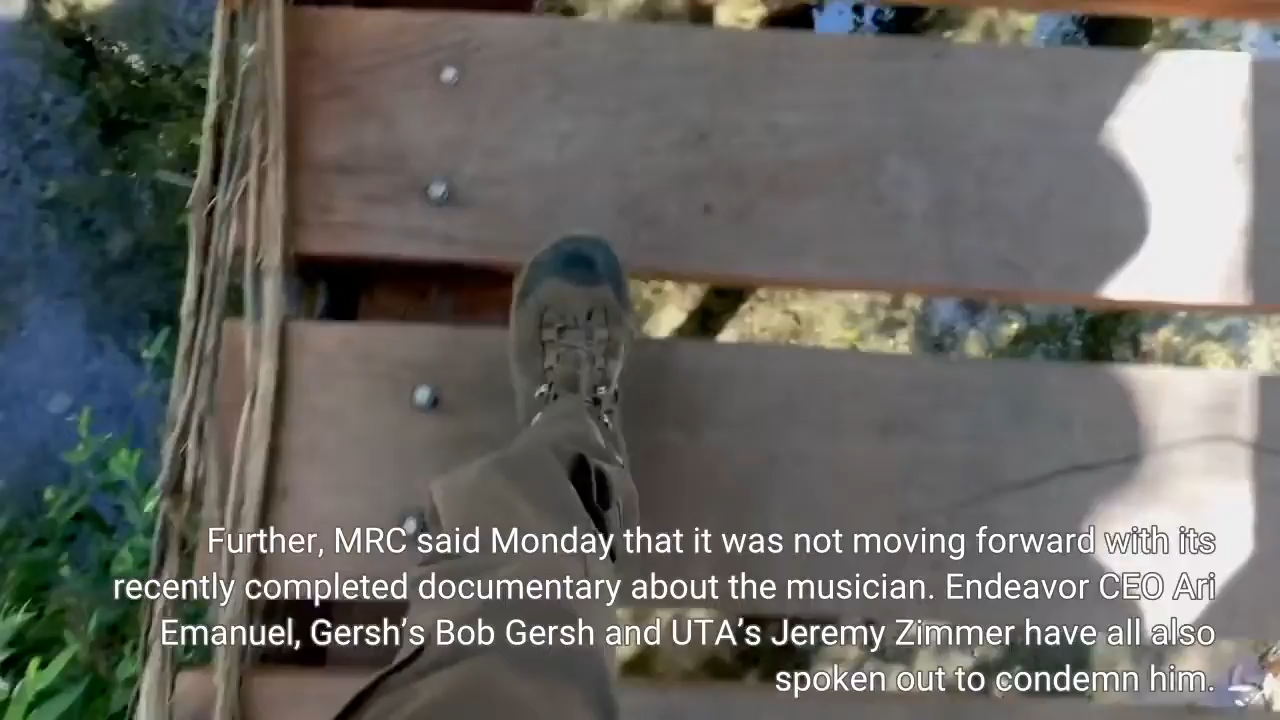 Further, MRC said Monday that it was not moving forward with its
recently completed documentary about the musician. Endeavor CEO Ari
Emanuel, Gersh’s Bob Gersh and UTA’s Jeremy Zimmer have all also
spoken out to condemn him.